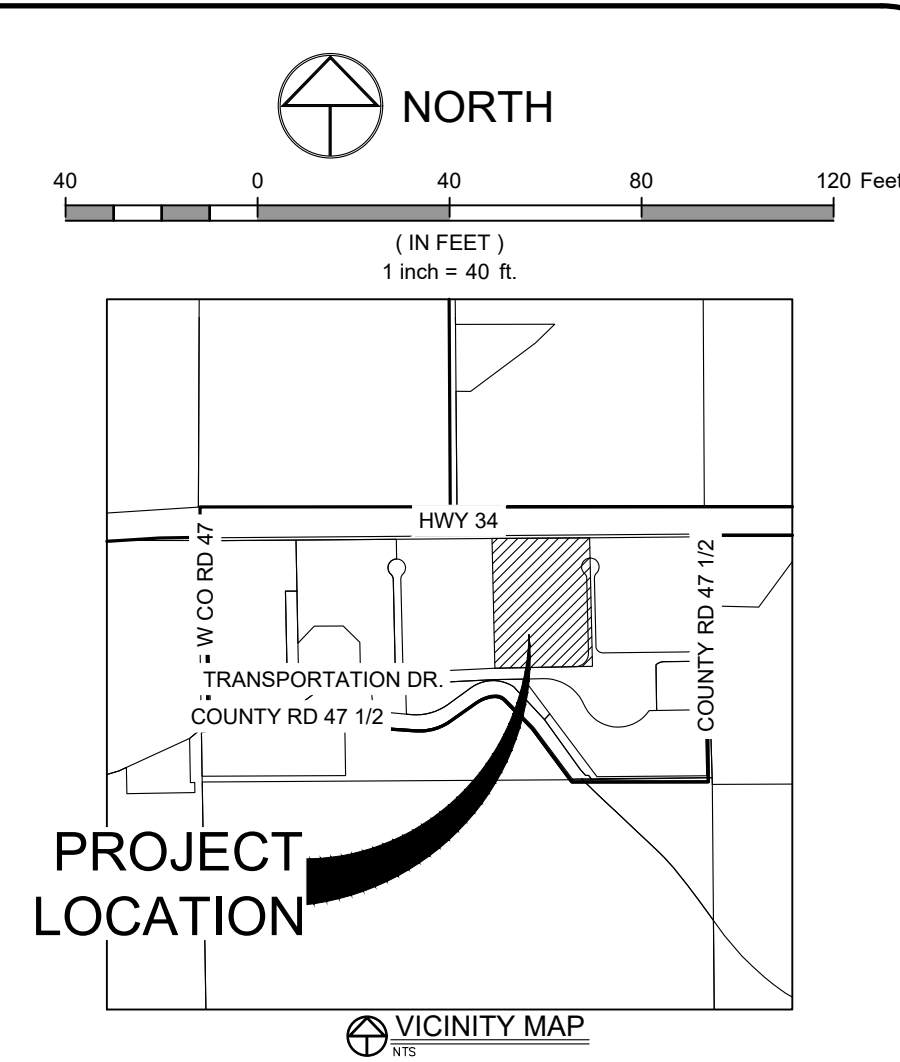 NORTH
40 0 40 80 120 Feet
( IN FEET )
1 inch = 40 ft.
HWY 34
W CO RD 47
COUNTY RD 47 1/2
TRANSPORTATION DR.
COUNTY RD 47 1/2
PROJECT
LOCATION
VICINITY MAP
NTS